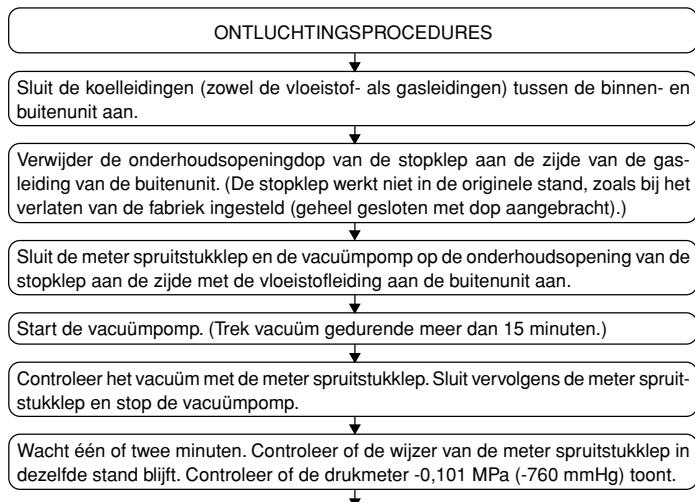 ONTLUCHTINGSPROCEDURES
Sluit de koelleidingen (zowel de vloeistof- als gasleidingen) tussen de binnen- en
buitenunit aan.
Verwijder de onderhoudsopeningdop van de stopklep aan de zijde van de gas-
leiding van de buitenunit. (De stopklep werkt niet in de originele stand, zoals bij het
verlaten van de fabriek ingesteld (geheel gesloten met dop aangebracht).)
Sluit de meter spruitstukklep en de vacuümpomp op de onderhoudsopening van de
stopklep aan de zijde met de vloeistofleiding aan de buitenunit aan.
Start de vacuümpomp. (Trek vacuüm gedurende meer dan 15 minuten.)
Controleer het vacuüm met de meter spruitstukklep. Sluit vervolgens de meter spruit-
stukklep en stop de vacuümpomp.
Wacht één of twee minuten. Controleer of de wijzer van de meter spruitstukklep in
dezelfde stand blijft. Controleer of de drukmeter -0,101 MPa (-760 mmHg) toont.